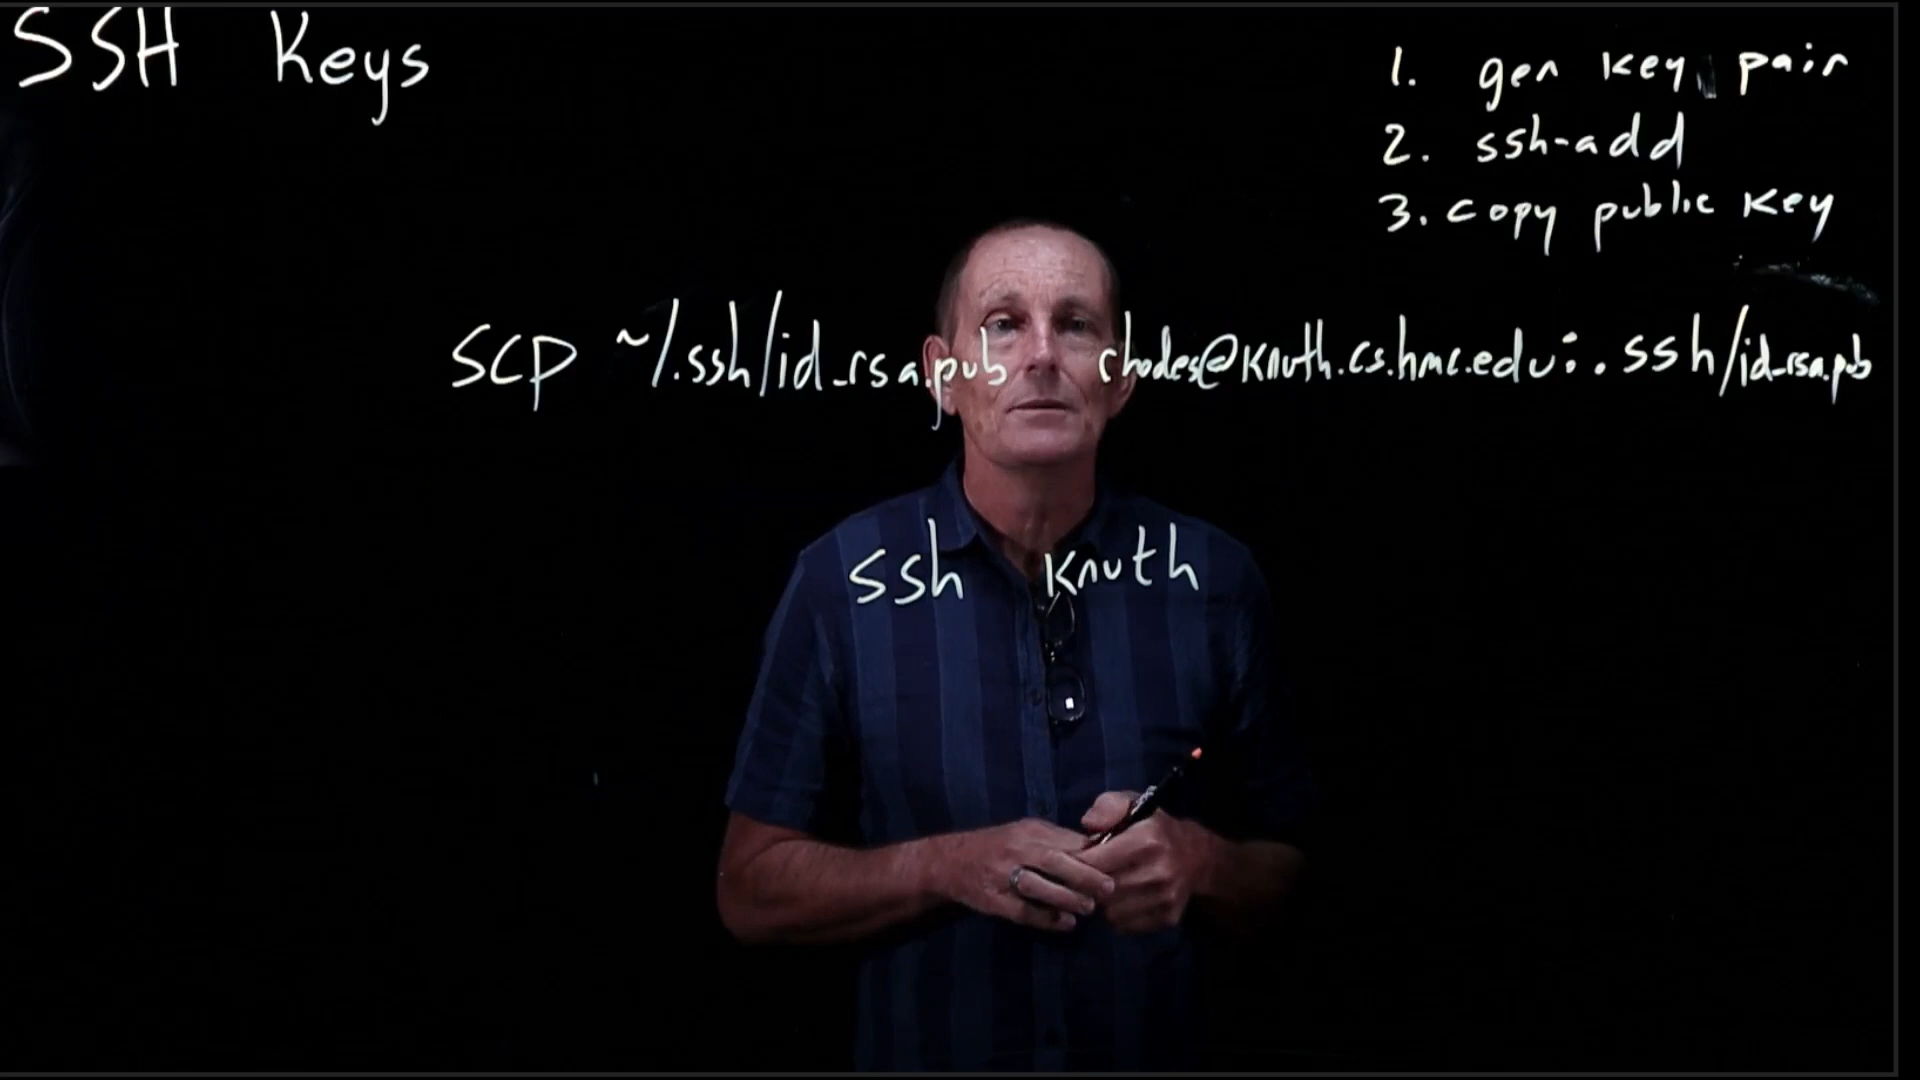 SSH Keys
1. gen key pair
2. ssh-add
3. copy public key
scp ~/.ssh/id_rsa.pub rhodes@knuth.cs.hmc.edu:.ssh/id_rsa.pub
ssh knuth